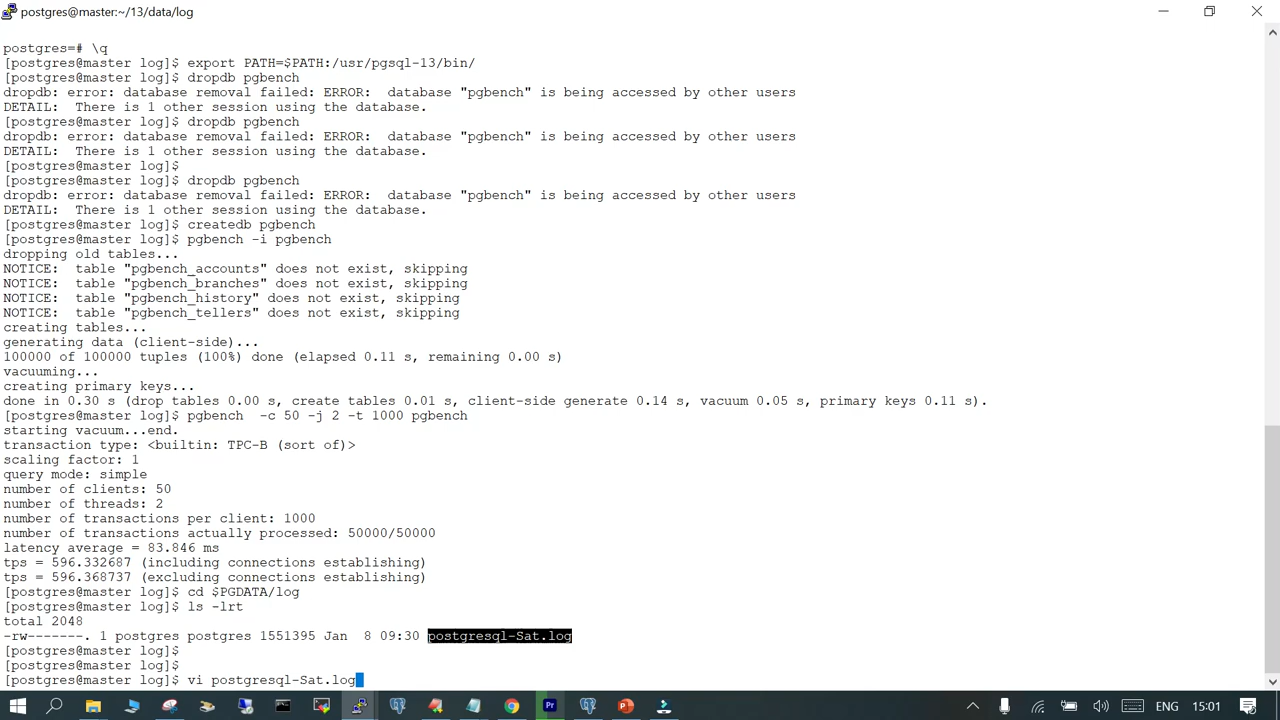 postgres@master:~/13/data/log
postgres=# \q
[postgres@master log]$ export PATH=$PATH:/usr/pgsql-13/bin/
[postgres@master log]$ dropdb pgbench
dropdb: error: database removal failed: ERROR:  database "pgbench" is being accessed by other users
DETAIL:  There is 1 other session using the database.
[postgres@master log]$ dropdb pgbench
dropdb: error: database removal failed: ERROR:  database "pgbench" is being accessed by other users
DETAIL:  There is 1 other session using the database.
[postgres@master log]$
[postgres@master log]$ dropdb pgbench
dropdb: error: database removal failed: ERROR:  database "pgbench" is being accessed by other users
DETAIL:  There is 1 other session using the database.
[postgres@master log]$ createdb pgbench
[postgres@master log]$ pgbench -i pgbench
dropping old tables...
NOTICE:  table "pgbench_accounts" does not exist, skipping
NOTICE:  table "pgbench_branches" does not exist, skipping
NOTICE:  table "pgbench_history" does not exist, skipping
NOTICE:  table "pgbench_tellers" does not exist, skipping
creating tables...
generating data (client-side)...
100000 of 100000 tuples (100%) done (elapsed 0.11 s, remaining 0.00 s)
vacuuming...
creating primary keys...
done in 0.30 s (drop tables 0.00 s, create tables 0.01 s, client-side generate 0.14 s, vacuum 0.05 s, primary keys 0.11 s).
[postgres@master log]$ pgbench  -c 50 -j 2 -t 1000 pgbench
starting vacuum...end.
transaction type: <builtin: TPC-B (sort of)>
scaling factor: 1
query mode: simple
number of clients: 50
number of threads: 2
number of transactions per client: 1000
number of transactions actually processed: 50000/50000
latency average = 83.846 ms
tps = 596.332687 (including connections establishing)
tps = 596.368737 (excluding connections establishing)
[postgres@master log]$ cd $PGDATA/log
[postgres@master log]$ ls -lrt
total 2048
-rw-------. 1 postgres postgres 1551395 Jan  8 09:30 postgresql-Sat.log
[postgres@master log]$
[postgres@master log]$
[postgres@master log]$ vi postgresql-Sat.log
Pr
ENG
15:01